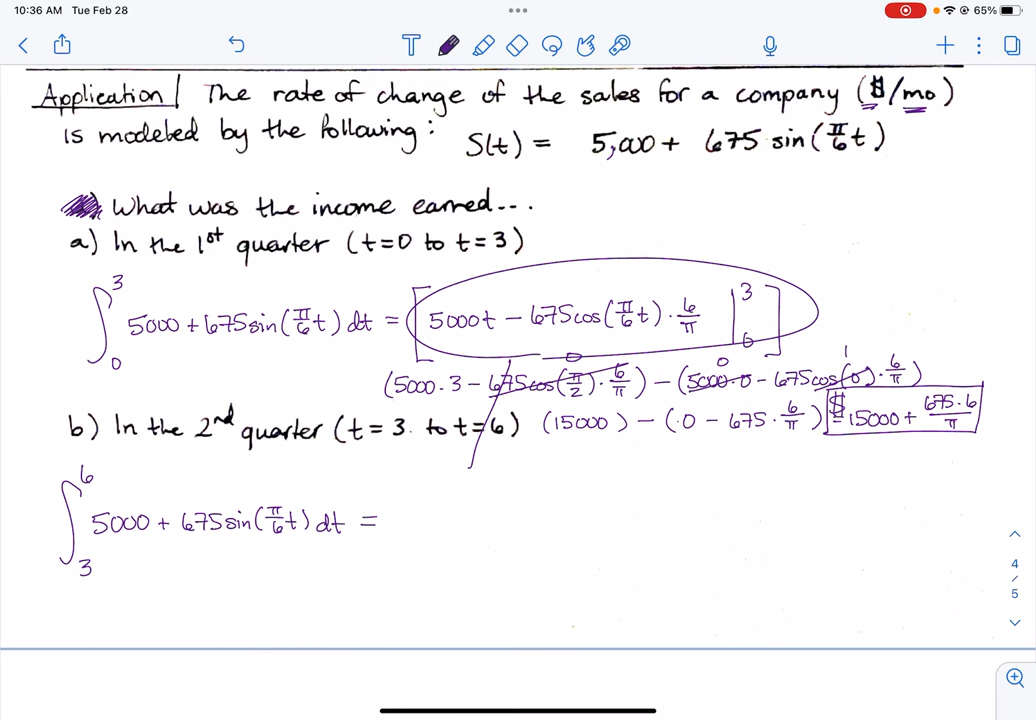 10:36 AM Tue Feb 28
65%
Application | The rate of change of the sales for a company ($/mo)
is modeled by the following: S(t) = 5,000 + 675 sin(π/6 t)
What was the income earned...
a) In the 1st quarter (t=0 to t=3)
∫₀³ 5000 + 675 sin(π/6 t) dt = [5000t − 675cos(π/6 t) · 6/π |₀³]
(5000·3 − 675cos(π/2) · 6/π) 0 − (5000·0 0 − 675cos(0) 1 · 6/π)
b) In the 2nd quarter (t=3 to t=6) (15000) − (0 − 675 · 6/π) = $15000 + 675·6/π
∫₃⁶ 5000 + 675 sin(π/6 t) dt =
4
/
5